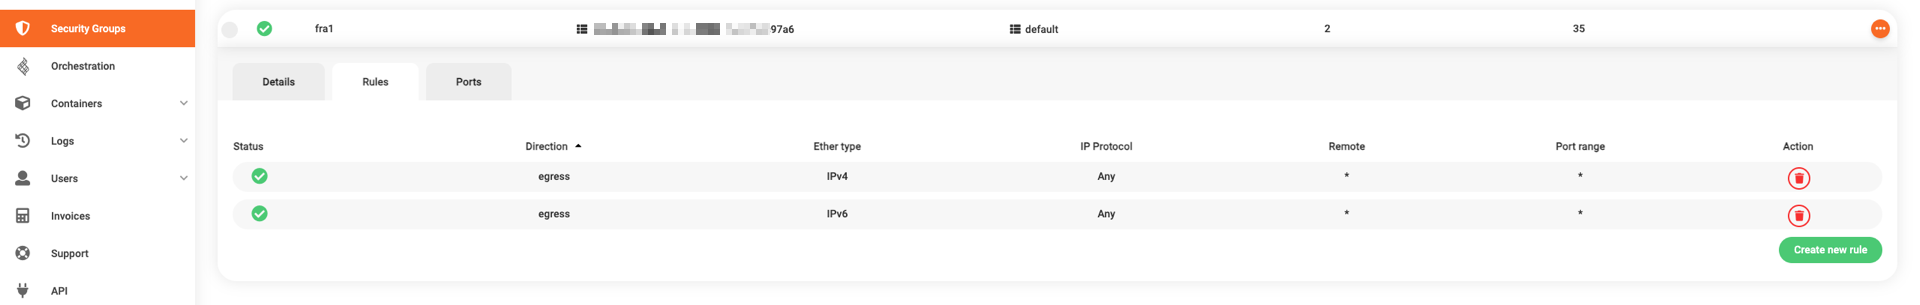 Security Groups
Orchestration
Containers
Logs
Users
Invoices
Support
API
fra1 97a6 default 2 35
Details Rules Ports
Status Direction Ether type IP Protocol Remote Port range Action
egress IPv4 Any * *
egress IPv6 Any * *
Create new rule